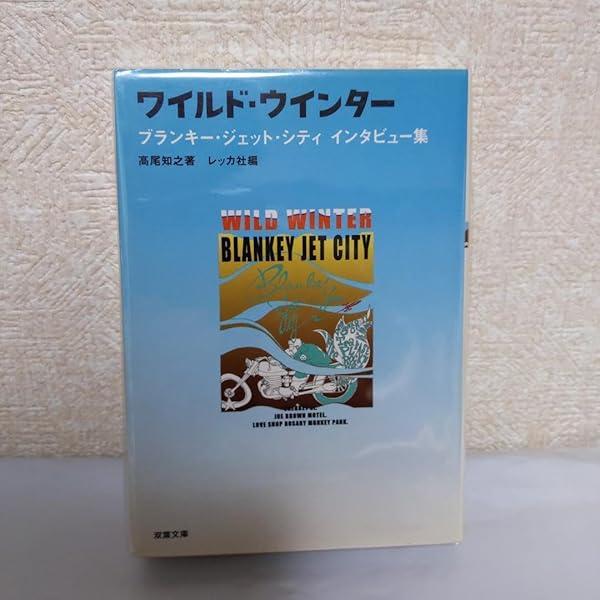 ワイルド・ウインター
ブランキー・ジェット・シティ インタビュー集
高尾知之著 レッカ社編
WILD WINTER
BLANKEY JET CITY
JOE BROWN MOTEL.
LOVE SHOP ROSARY MONKEY PARK.
双葉文庫